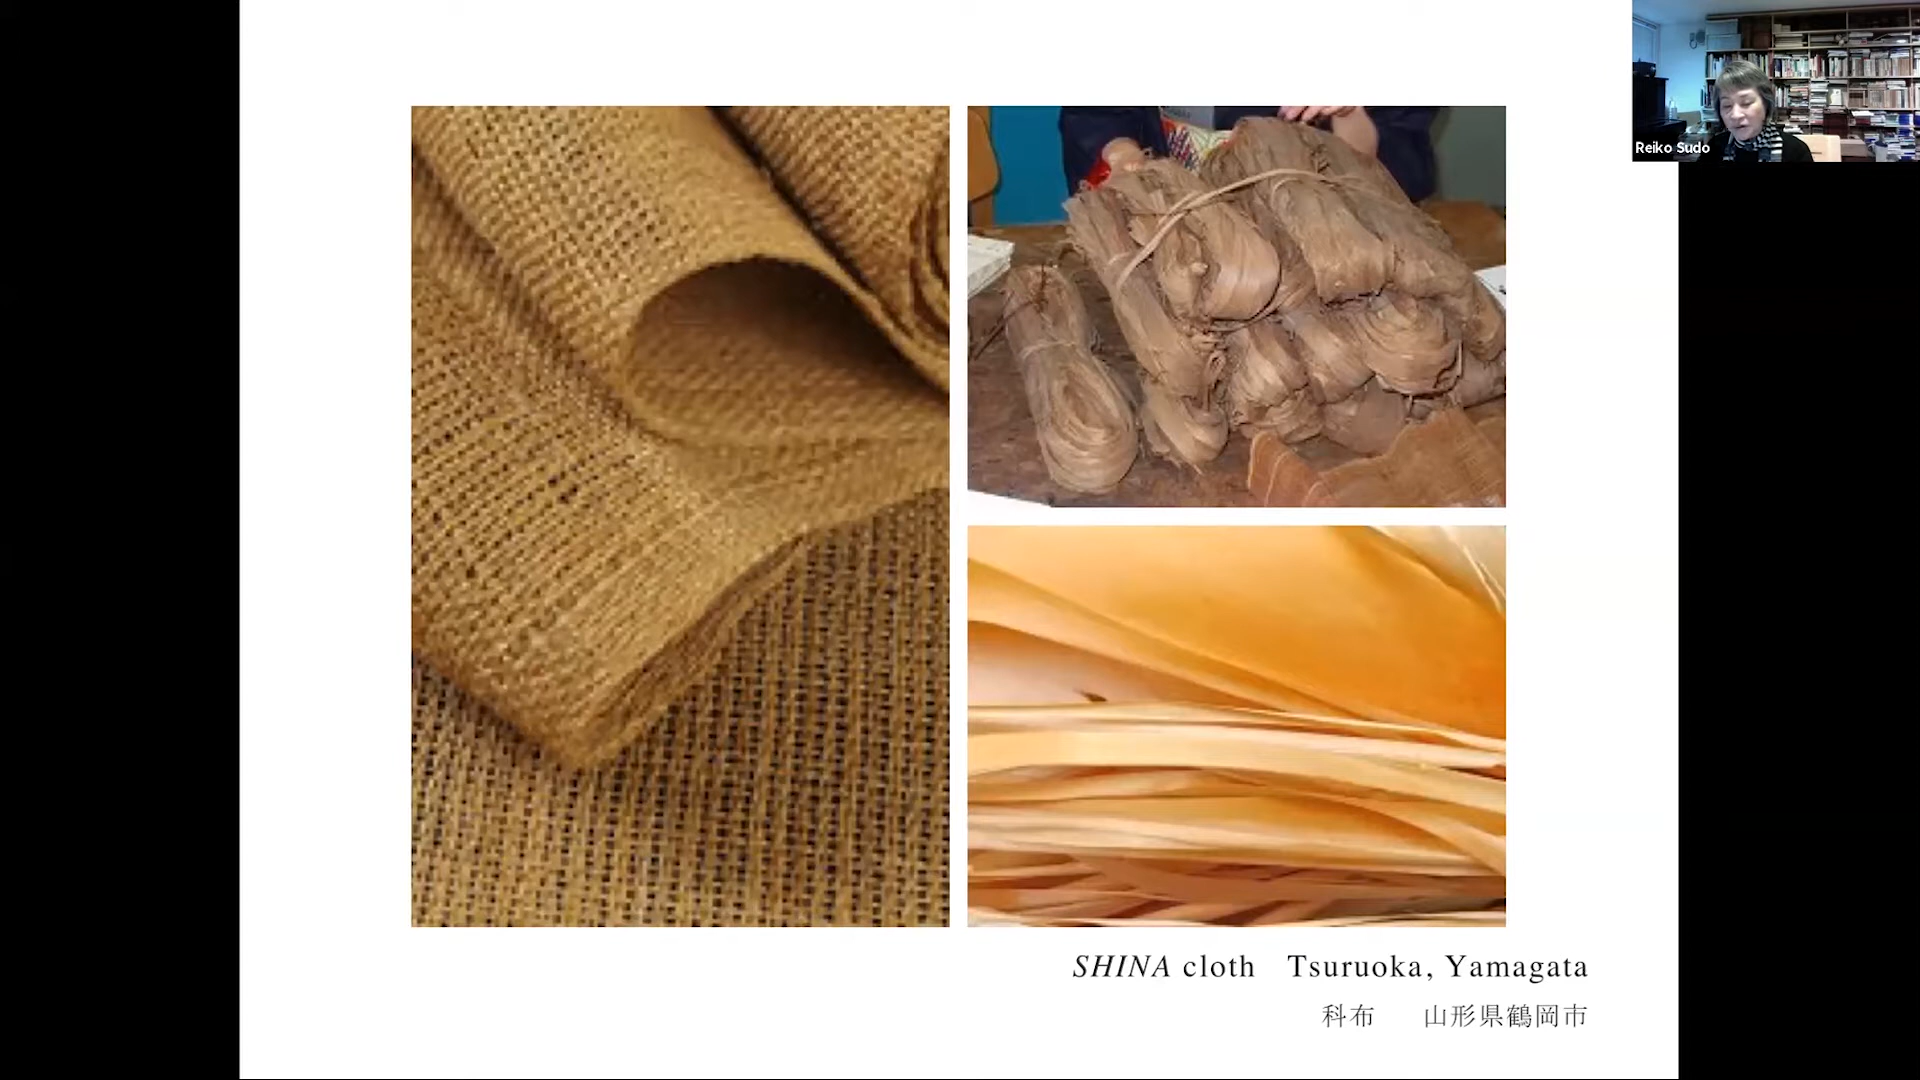 Reiko Sudo
SHINA cloth Tsuruoka, Yamagata
科布 山形県鶴岡市